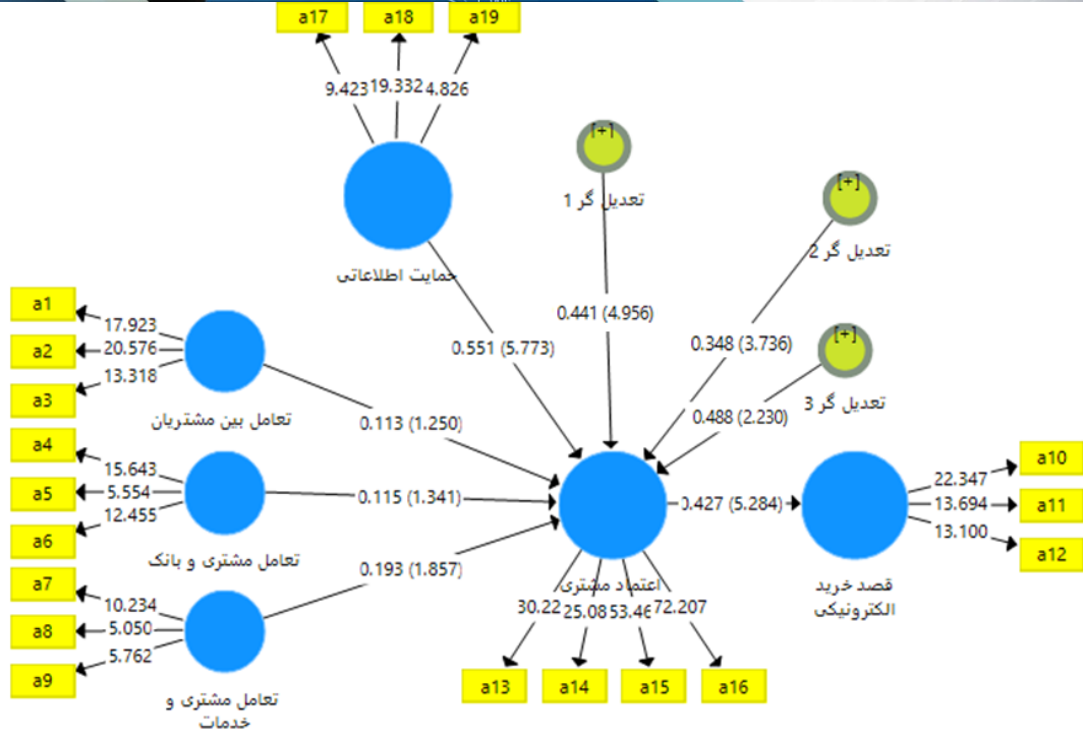 a17
a18
a19
9.423
19.332
4.826
[+]
تعدیل گر 1
[+]
تعدیل گر 2
حمایت اطلاعاتی
a1
a2
a3
17.923
20.576
13.318
تعامل بین مشتریان
0.551 (5.773)
0.441 (4.956)
0.348 (3.736)
[+]
تعدیل گر 3
0.488 (2.230)
0.113 (1.250)
a4
a5
a6
15.643
5.554
12.455
تعامل مشتری و بانک
0.115 (1.341)
0.427 (5.284)
22.347
13.694
13.100
a10
a11
a12
0.193 (1.857)
اعتماد مشتری
قصد خرید
الکترونیکی
a7
a8
a9
10.234
5.050
5.762
تعامل مشتری و
خدمات
30.22
25.08
53.46
72.207
a13
a14
a15
a16